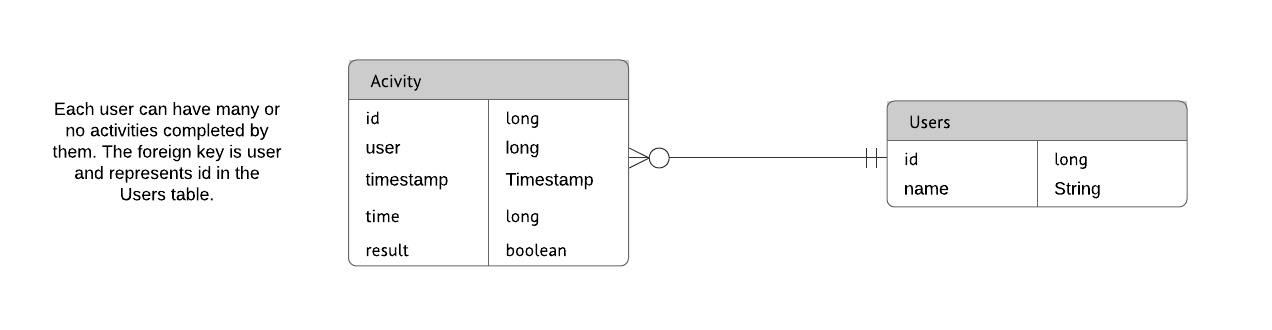 Each user can have many or
no activities completed by
them. The foreign key is user
and represents id in the
Users table.
Acivity
id long
user long
timestamp Timestamp
time long
result boolean
Users
id long
name String